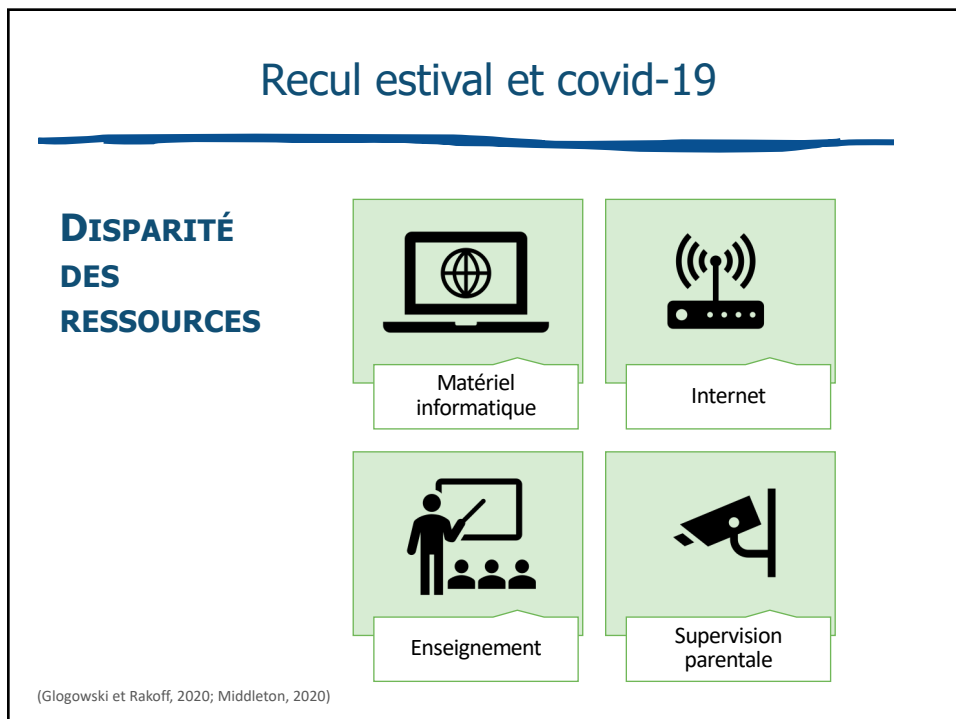 Recul estival et covid-19
DISPARITÉ
DES
RESSOURCES
Matériel
informatique
Internet
Enseignement
Supervision
parentale
(Glogowski et Rakoff, 2020; Middleton, 2020)